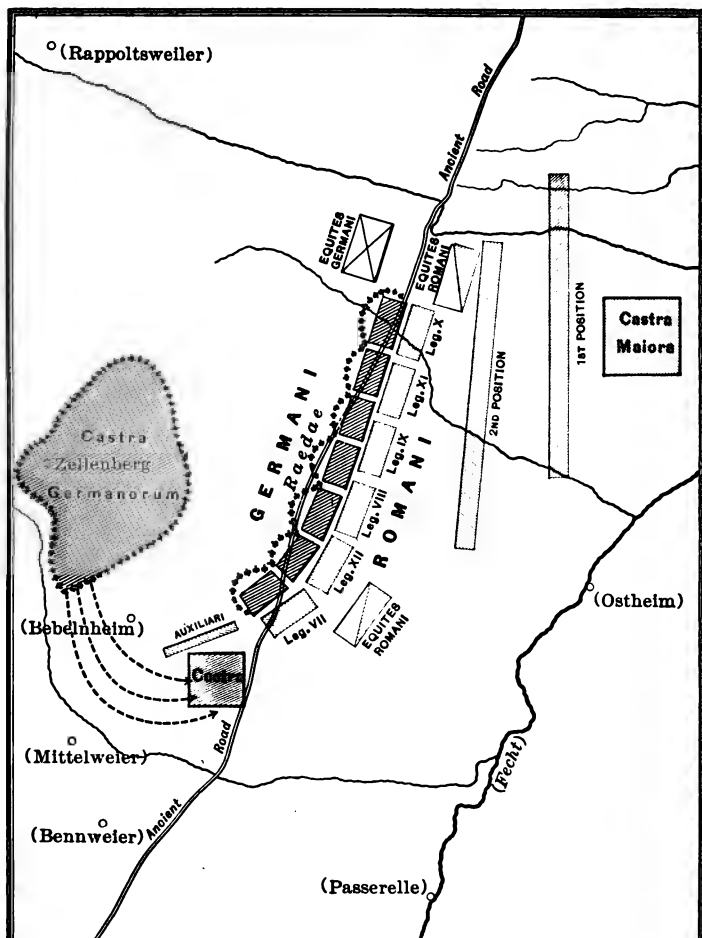 (Rappoltsweiler)
Ancient Road
EQUITES
GERMANI
EQUITES
ROMANI
1ST POSITION
2ND POSITION
Castra
Maiora
Leg. X
Leg. XI
Leg. IX
Leg. VIII
Leg. XII
Leg. VII
GERMANI
Raedae
ROMANI
Castra
Zellenberg
Germanorum
(Ostheim)
(Bebelnheim)
AUXILIARI
EQUITES
ROMANI
Castra
(Mittelweier)
Ancient Road
(Fecht)
(Bennweier)
(Passerelle)